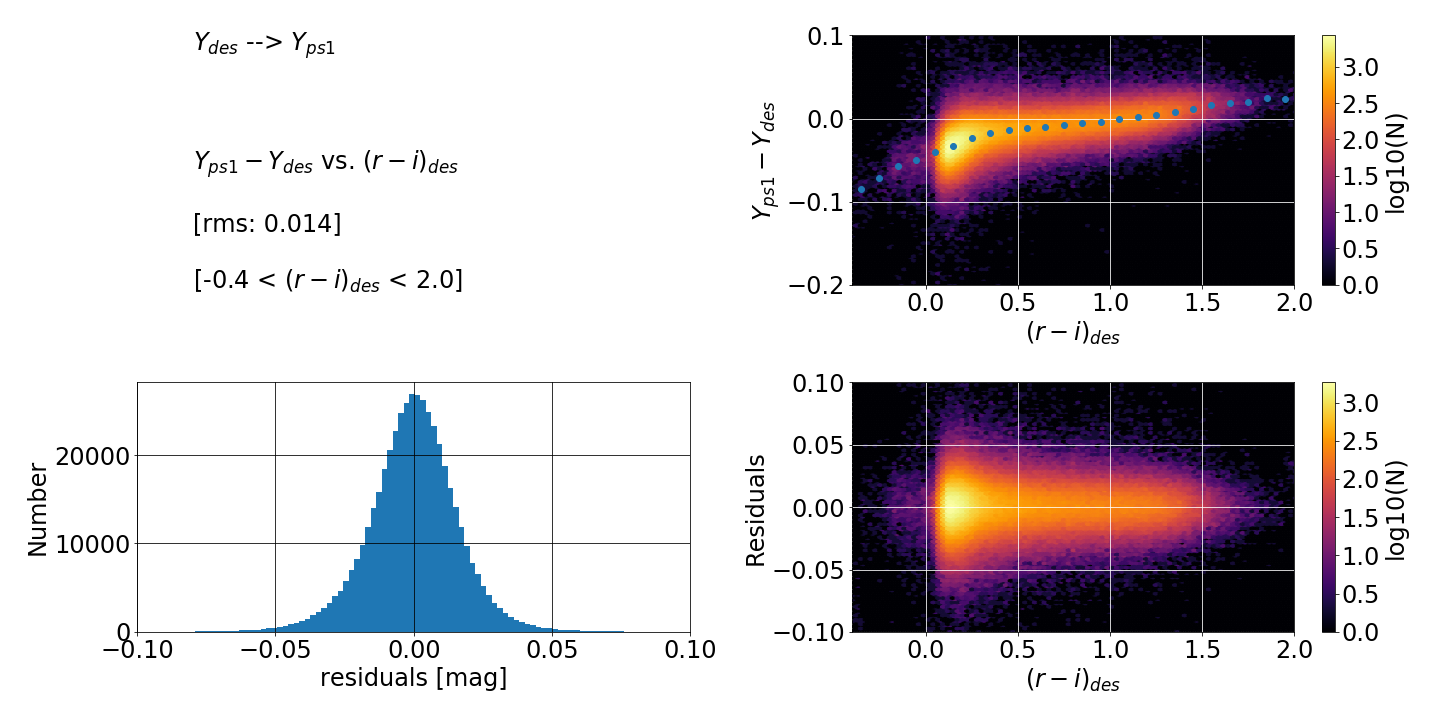 Y_des --> Y_ps1
Y_ps1 − Y_des vs. (r − i)_des
[rms: 0.014]
[-0.4 < (r − i)_des < 2.0]
0.1
0.0
−0.1
−0.2
Y_ps1 − Y_des
0.0 0.5 1.0 1.5 2.0
(r − i)_des
3.0
2.5
2.0
1.5
1.0
0.5
0.0
log10(N)
20000
10000
0
Number
−0.10 −0.05 0.00 0.05 0.10
residuals [mag]
0.10
0.05
0.00
−0.05
−0.10
Residuals
0.0 0.5 1.0 1.5 2.0
(r − i)_des
3.0
2.5
2.0
1.5
1.0
0.5
0.0
log10(N)